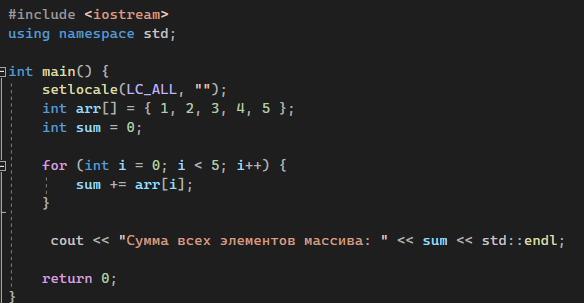 #include <iostream>
using namespace std;
int main() {
setlocale(LC_ALL, "");
int arr[] = { 1, 2, 3, 4, 5 };
int sum = 0;
for (int i = 0; i < 5; i++) {
sum += arr[i];
}
cout << "Сумма всех элементов массива: " << sum << std::endl;
return 0;
}